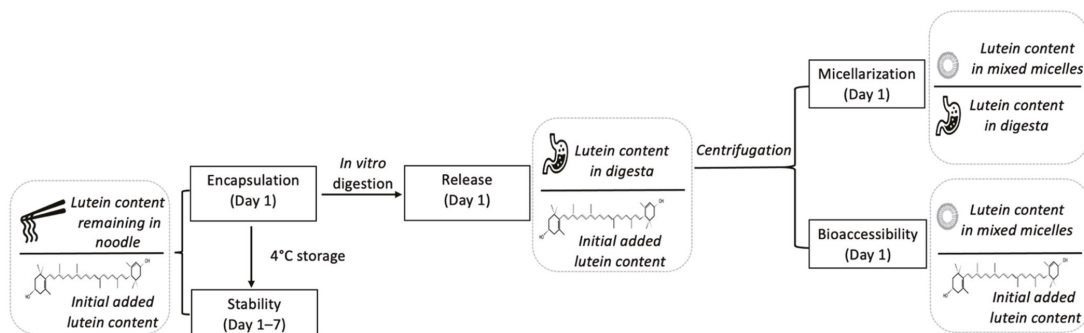 Lutein content
remaining in
noodle
Initial added
lutein content
Encapsulation
(Day 1)
4°C storage
Stability
(Day 1–7)
In vitro
digestion
Release
(Day 1)
Lutein content
in digesta
Initial added
lutein content
Centrifugation
Micellarization
(Day 1)
Lutein content
in mixed micelles
Lutein content
in digesta
Bioaccessibility
(Day 1)
Lutein content
in mixed micelles
Initial added
lutein content